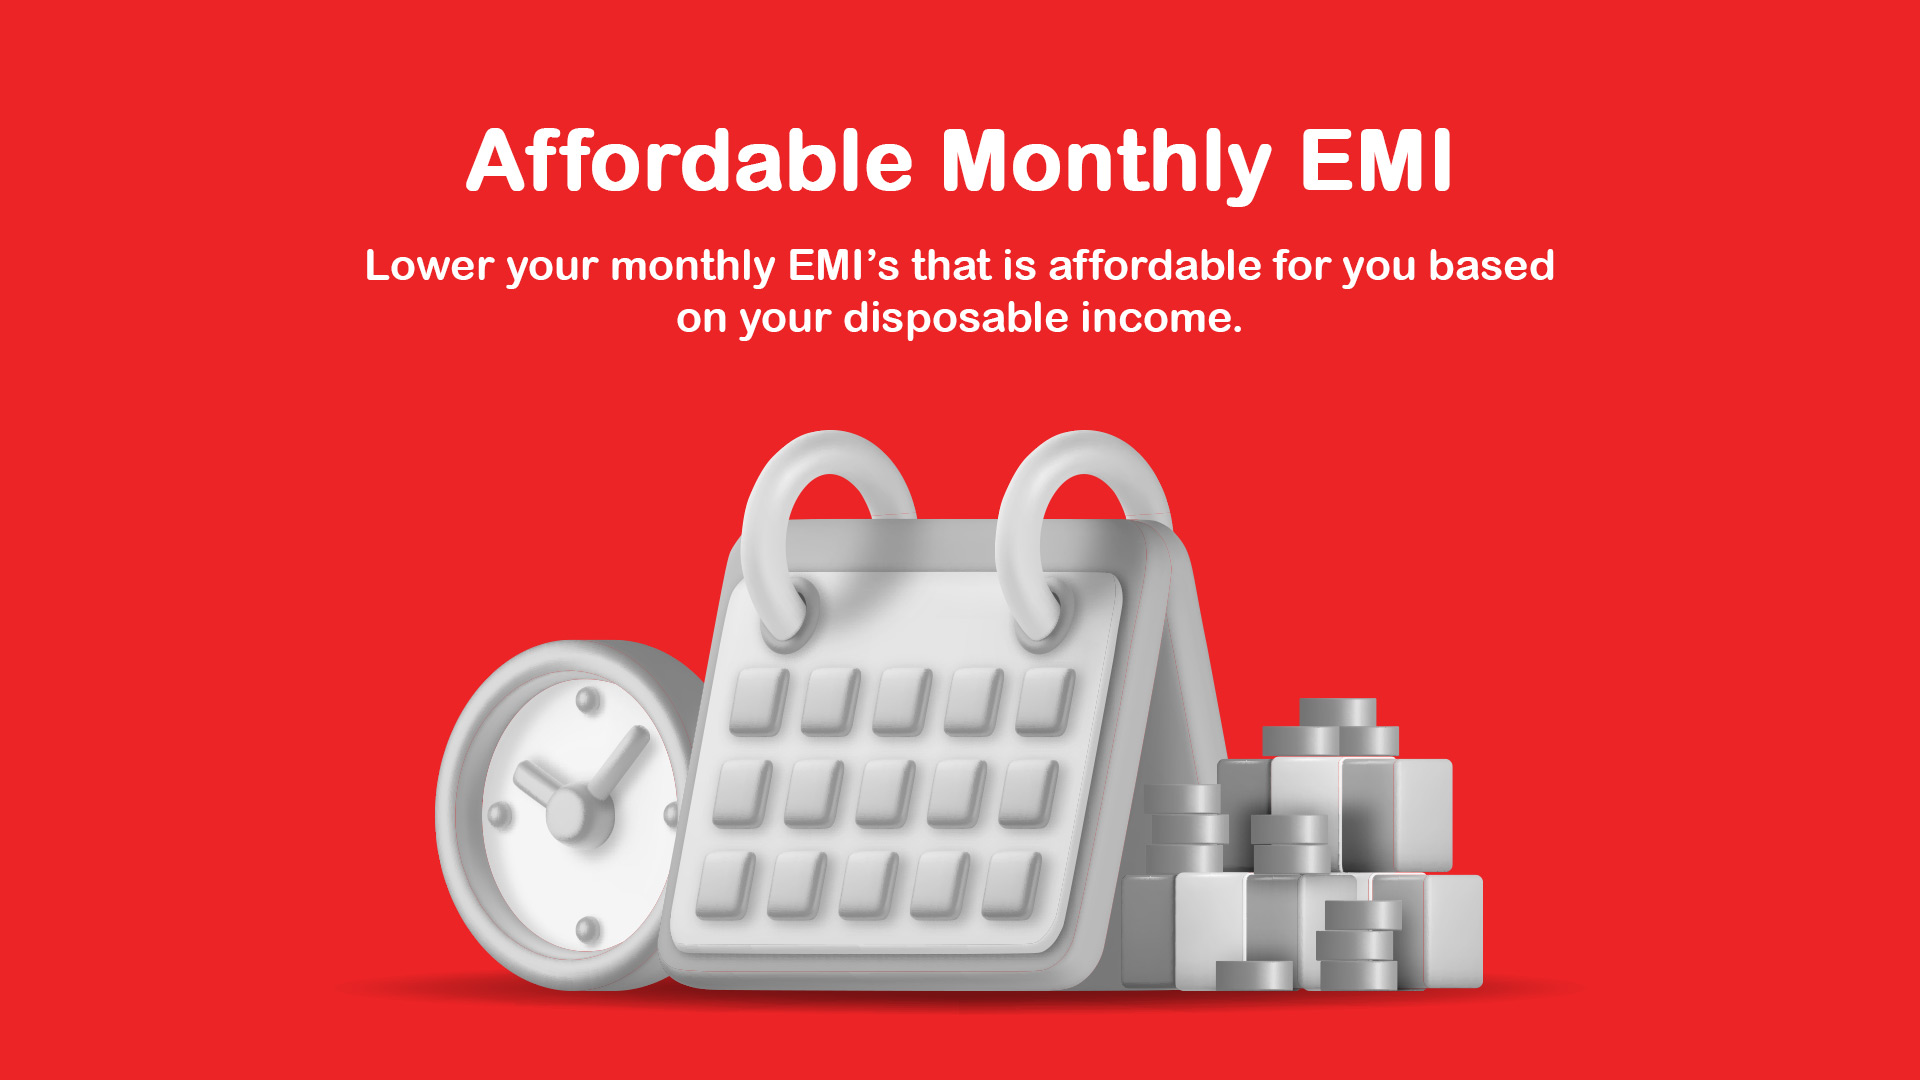 Affordable Monthly EMI
Lower your monthly EMI’s that is affordable for you based
on your disposable income.